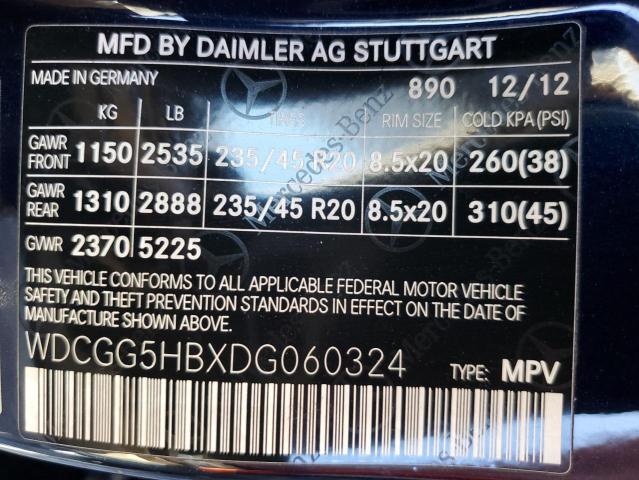 MFD BY DAIMLER AG STUTTGART
MADE IN GERMANY 890 12/12
KG LB TIRES RIM SIZE COLD KPA(PSI)
GAWR FRONT 1150 2535 235/45 R20 8.5x20 260(38)
GAWR REAR 1310 2888 235/45 R20 8.5x20 310(45)
GVWR 2370 5225
THIS VEHICLE CONFORMS TO ALL APPLICABLE FEDERAL MOTOR VEHICLE
SAFETY AND THEFT PREVENTION STANDARDS IN EFFECT ON THE DATE OF
MANUFACTURE SHOWN ABOVE.
WDCGG5HBXDG060324 TYPE: MPV